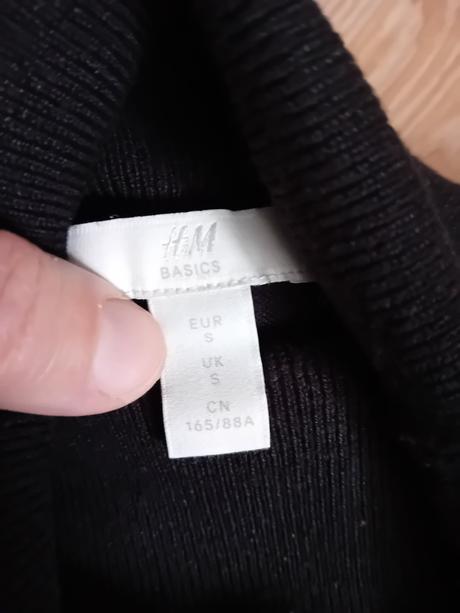 H&M
BASICS
EUR
S
UK
S
CN
165/88A